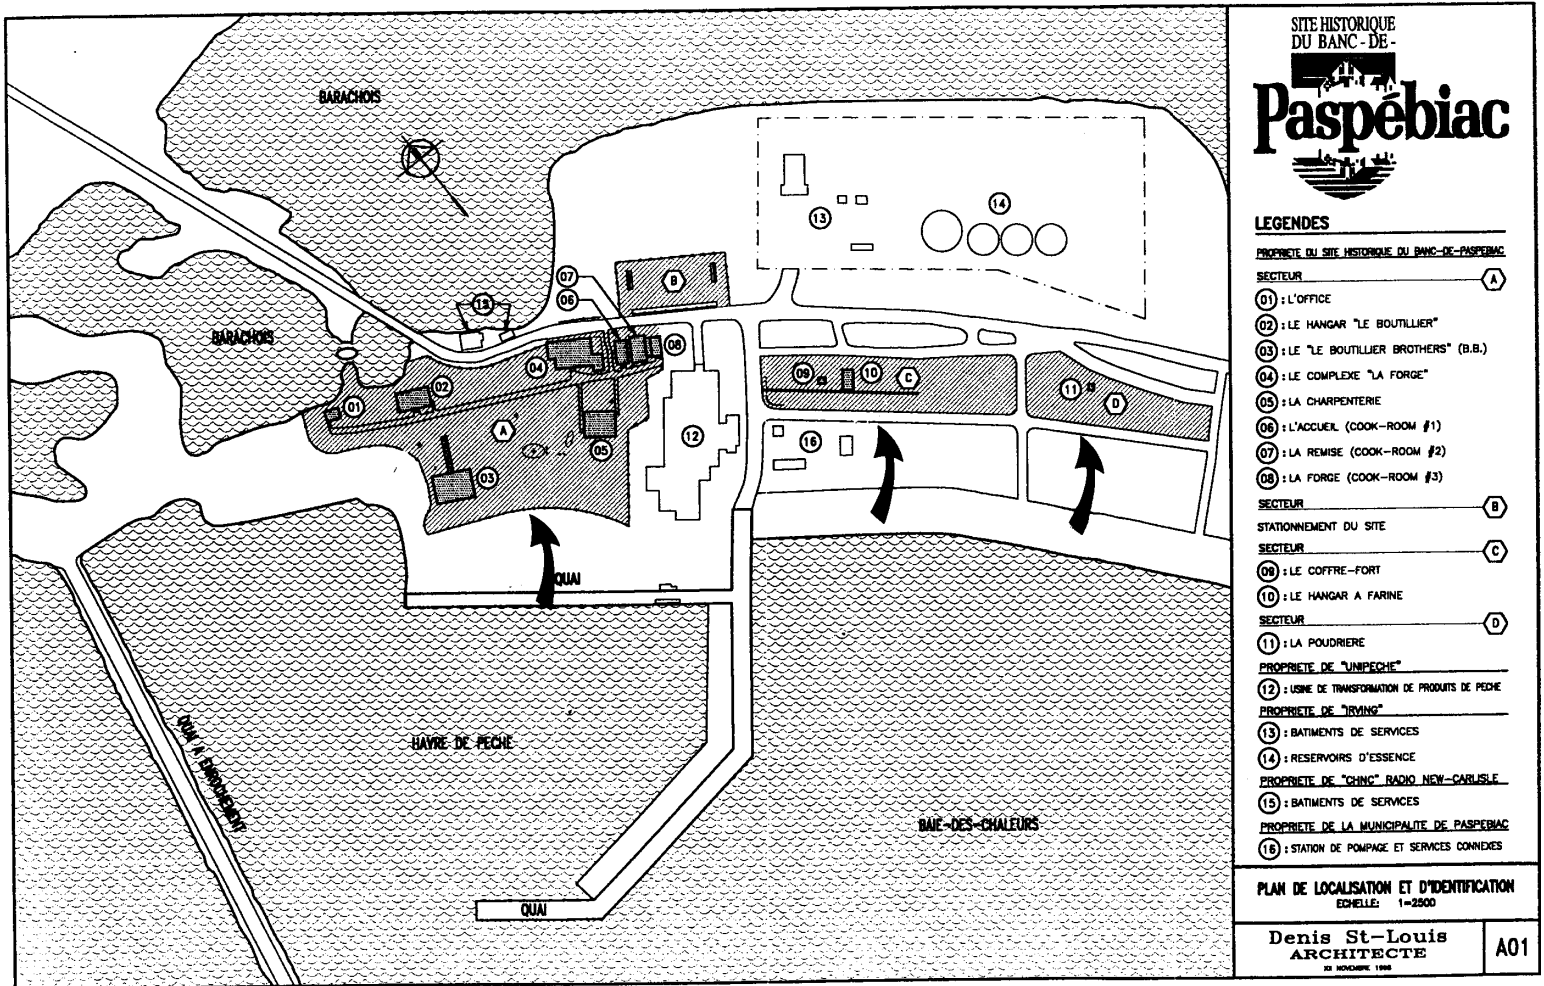 BARACHOIS
BARACHOIS
13
14
B
07
06
15
04
08
02
01
A
05
03
12
09
10
C
11
D
16
QUAI
QUAI A ENROCHEMENT
HAVRE DE PECHE
BAIE-DES-CHALEURS
QUAI
SITE HISTORIQUE
DU BANC-DE-
Paspébiac
LEGENDES
PROPRIETE DU SITE HISTORIQUE DU BANC-DE-PASPEBIAC
SECTEUR A
01 : L'OFFICE
02 : LE HANGAR "LE BOUTILLIER"
03 : LE "LE BOUTILLIER BROTHERS" (B.B.)
04 : LE COMPLEXE "LA FORGE"
05 : LA CHARPENTERIE
06 : L'ACCUEIL (COOK-ROOM #1)
07 : LA REMISE (COOK-ROOM #2)
08 : LA FORGE (COOK-ROOM #3)
SECTEUR B
STATIONNEMENT DU SITE
SECTEUR C
09 : LE COFFRE-FORT
10 : LE HANGAR A FARINE
SECTEUR D
11 : LA POUDRIERE
PROPRIETE DE "UNIPECHE"
12 : USINE DE TRANSFORMATION DE PRODUITS DE PECHE
PROPRIETE DE "IRVING"
13 : BATIMENTS DE SERVICES
14 : RESERVOIRS D'ESSENCE
PROPRIETE DE "CHNC" RADIO NEW-CARLISLE
15 : BATIMENTS DE SERVICES
PROPRIETE DE LA MUNICIPALITE DE PASPEBIAC
16 : STATION DE POMPAGE ET SERVICES CONNEXES
PLAN DE LOCALISATION ET D'IDENTIFICATION
ECHELLE: 1=2500
Denis St-Louis
ARCHITECTE
NOVEMBRE
A01